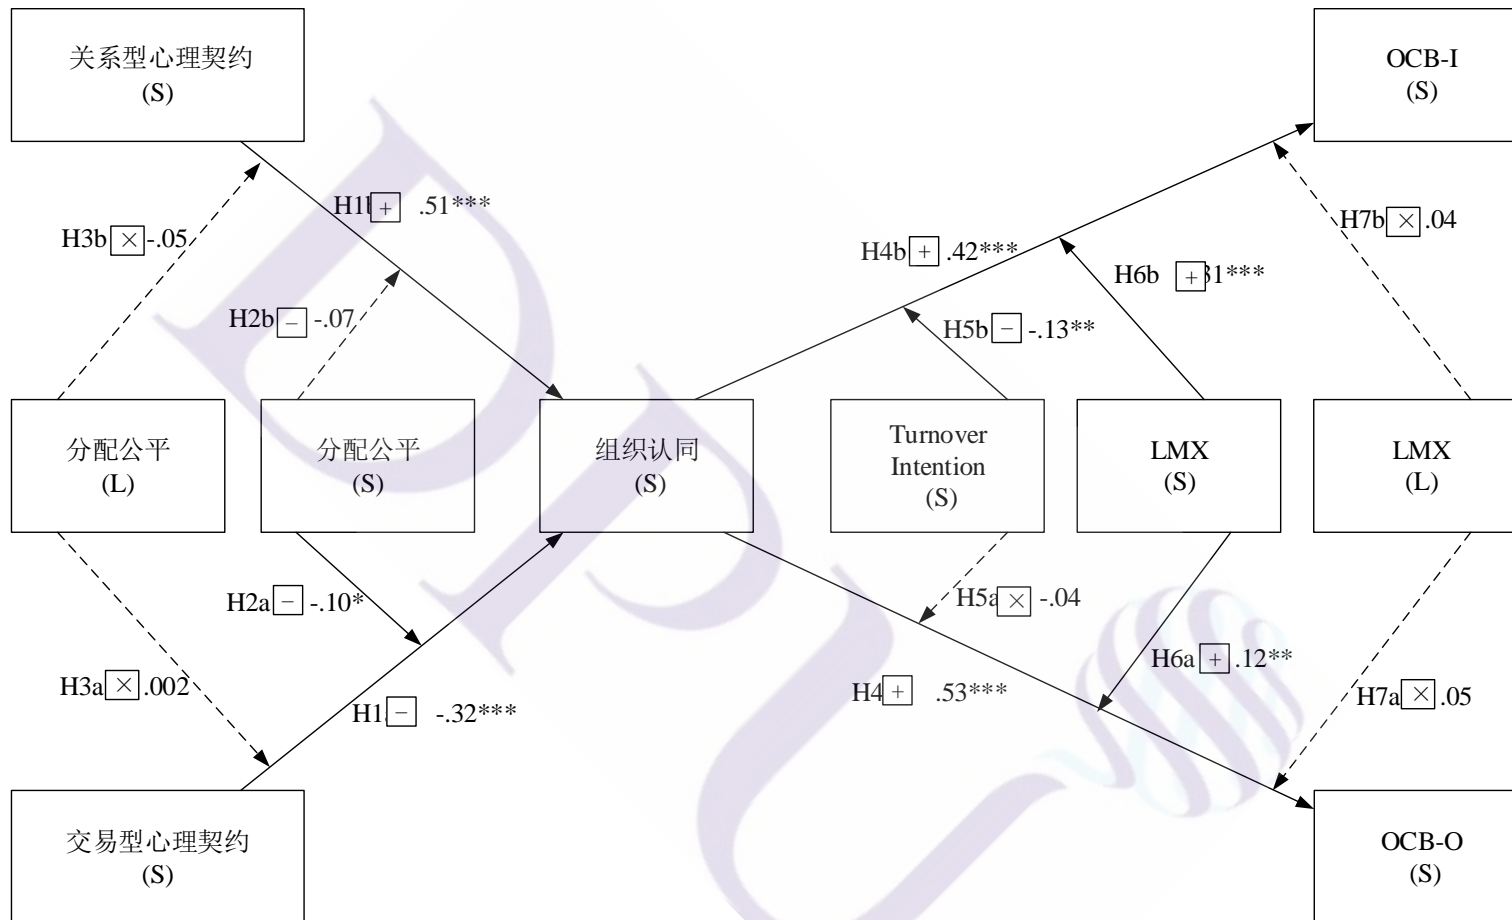 关系型心理契约
(S)
OCB-I
(S)
H1b + .51***
H3b × -.05
H7b × .04
H4b + .42***
H6b + .31***
H2b − -.07
H5b − -.13**
分配公平
(L)
分配公平
(S)
组织认同
(S)
Turnover
Intention
(S)
LMX
(S)
LMX
(L)
H2a − -.10*
H5a × -.04
H6a + .12**
H3a × .002
H4 + .53***
H7a × .05
H1 − -.32***
交易型心理契约
(S)
OCB-O
(S)
DPU